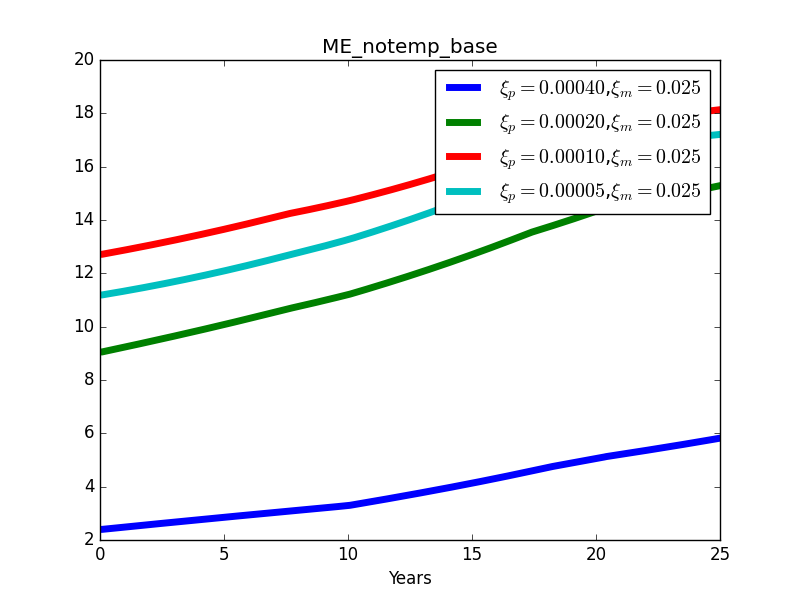 ME_notemp_base
20
18
16
14
12
10
8
6
4
2
ξp = 0.00040,ξm = 0.025
ξp = 0.00020,ξm = 0.025
ξp = 0.00010,ξm = 0.025
ξp = 0.00005,ξm = 0.025
0 5 10 15 20 25
Years